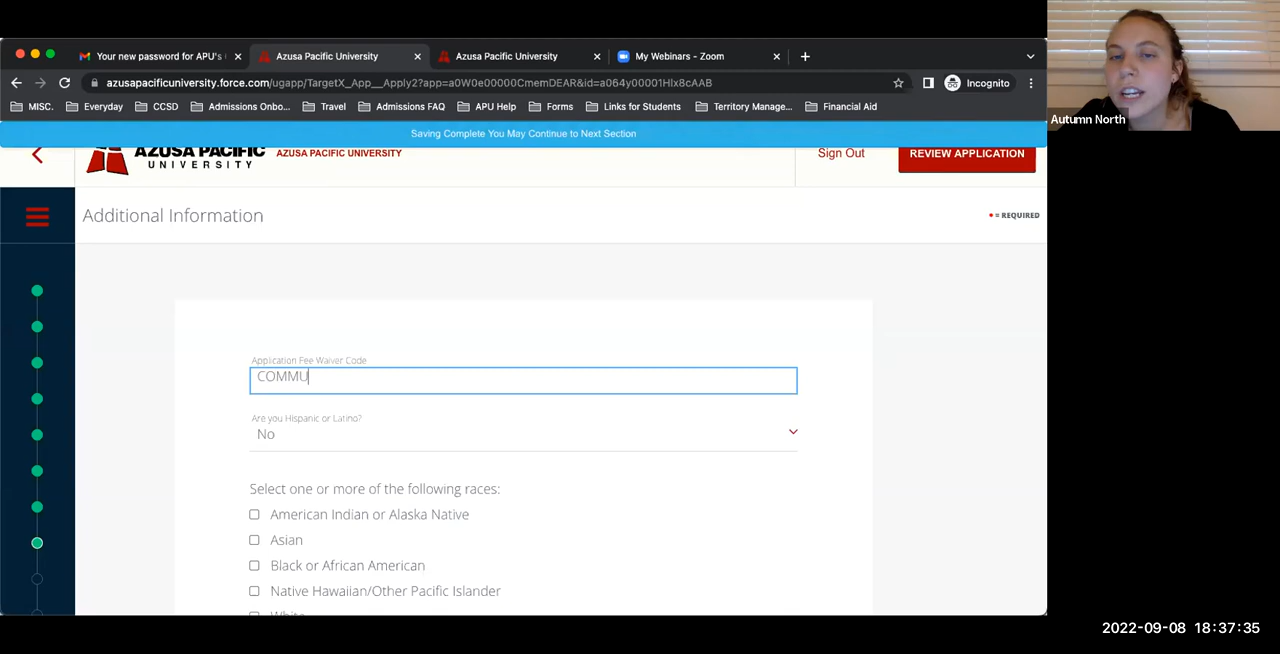 Your new password for APU's
Azusa Pacific University
Azusa Pacific University
My Webinars - Zoom
azusapacificuniversity.force.com/ugapp/TargetX_App__Apply2?app=a0W0e00000CmemDEAR&id=a064y00001HIx8cAAB
Incognito
MISC.
Everyday
CCSD
Admissions Onbo...
Travel
Admissions FAQ
APU Help
Forms
Links for Students
Territory Manage...
Financial Aid
Autumn North
Saving Complete You May Continue to Next Section
AZUSA PACIFIC
UNIVERSITY
AZUSA PACIFIC UNIVERSITY
Sign Out
REVIEW APPLICATION
Additional Information
= REQUIRED
Application Fee Waiver Code
COMMU
Are you Hispanic or Latino?
No
Select one or more of the following races:
American Indian or Alaska Native
Asian
Black or African American
Native Hawaiian/Other Pacific Islander
White
2022-09-08 18:37:35